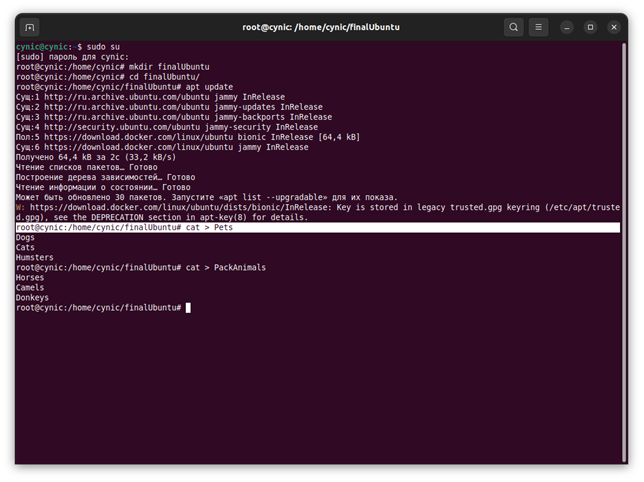 root@cynic: /home/cynic/finalUbuntu
cynic@cynic:~$ sudo su
[sudo] пароль для cynic:
root@cynic:/home/cynic# mkdir finalUbuntu
root@cynic:/home/cynic# cd finalUbuntu/
root@cynic:/home/cynic/finalUbuntu# apt update
Сущ:1 http://ru.archive.ubuntu.com/ubuntu jammy InRelease
Сущ:2 http://ru.archive.ubuntu.com/ubuntu jammy-updates InRelease
Сущ:3 http://ru.archive.ubuntu.com/ubuntu jammy-backports InRelease
Сущ:4 http://security.ubuntu.com/ubuntu jammy-security InRelease
Пол:5 https://download.docker.com/linux/ubuntu bionic InRelease [64,4 kB]
Сущ:6 https://download.docker.com/linux/ubuntu jammy InRelease
Получено 64,4 kB за 2с (33,2 kB/s)
Чтение списков пакетов… Готово
Построение дерева зависимостей… Готово
Чтение информации о состоянии… Готово
Может быть обновлено 30 пакетов. Запустите «apt list --upgradable» для их показа.
W: https://download.docker.com/linux/ubuntu/dists/bionic/InRelease: Key is stored in legacy trusted.gpg keyring (/etc/apt/truste
d.gpg), see the DEPRECATION section in apt-key(8) for details.
root@cynic:/home/cynic/finalUbuntu# cat > Pets
Dogs
Cats
Humsters
root@cynic:/home/cynic/finalUbuntu# cat > PackAnimals
Horses
Camels
Donkeys
root@cynic:/home/cynic/finalUbuntu#